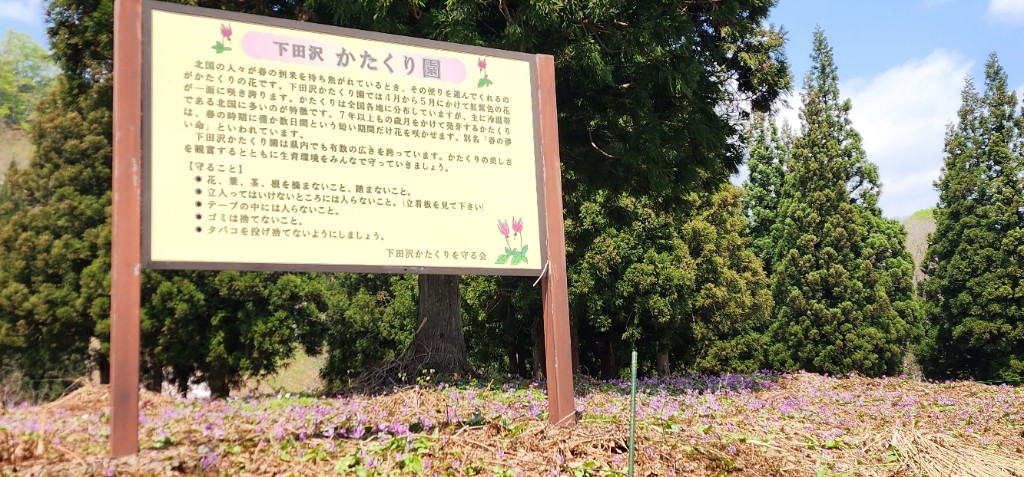 下田沢 かたくり園
北国の人々が春の到来を待ち焦がれているとき、その便りを運んでくれるの
がかたくりの花です。下田沢かたくり園では４月から５月にかけて紅紫色の花
が一面に咲き誇ります。かたくりは全国各地に分布していますが、主に冷温帯
である北国に多いのが特徴です。７年以上もの歳月をかけて発芽するかたくり
は、春の時期に僅か数日間という短い期間だけ花を咲かせます。別名「春の儚
い命」といわれています。
下田沢かたくり園は県内でも有数の広さを誇っています。かたくりの美しさ
を観賞するとともに生育環境をみんなで守っていきましょう。
【守ること】
● 花、葉、茎、根を摘まないこと、踏まないこと。
● 立入ってはいけないところには入らないこと。(立看板を見て下さい)
● テープの中には入らないこと。
● ゴミは捨てないこと。
● タバコを投げ捨てないようにしましょう。
下田沢かたくりを守る会